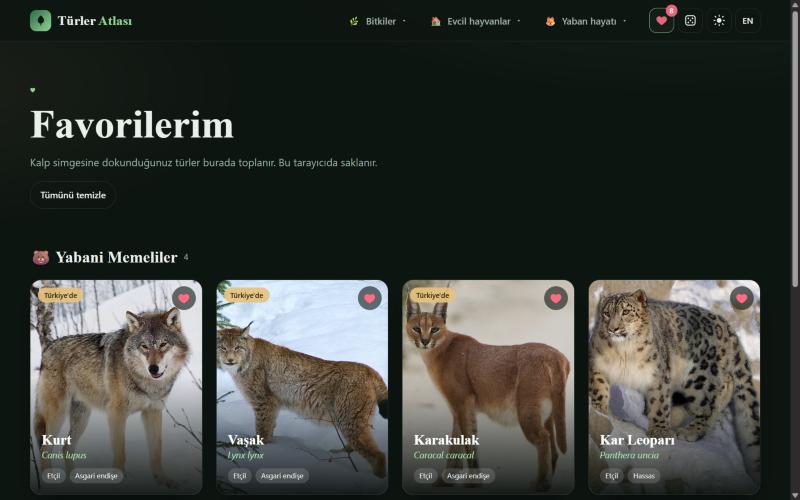 Türler Atlası
Bitkiler
Evcil hayvanlar
Yaban hayatı
8
EN
Favorilerim
Kalp simgesine dokunduğunuz türler burada toplanır. Bu tarayıcıda saklanır.
Tümünü temizle
Yabani Memeliler 4
Türkiye'de
Türkiye'de
Türkiye'de
Kurt
Canis lupus
Etçil
Asgari endişe
Vaşak
Lynx lynx
Etçil
Asgari endişe
Karakulak
Caracal caracal
Etçil
Asgari endişe
Kar Leoparı
Panthera uncia
Etçil
Hassas